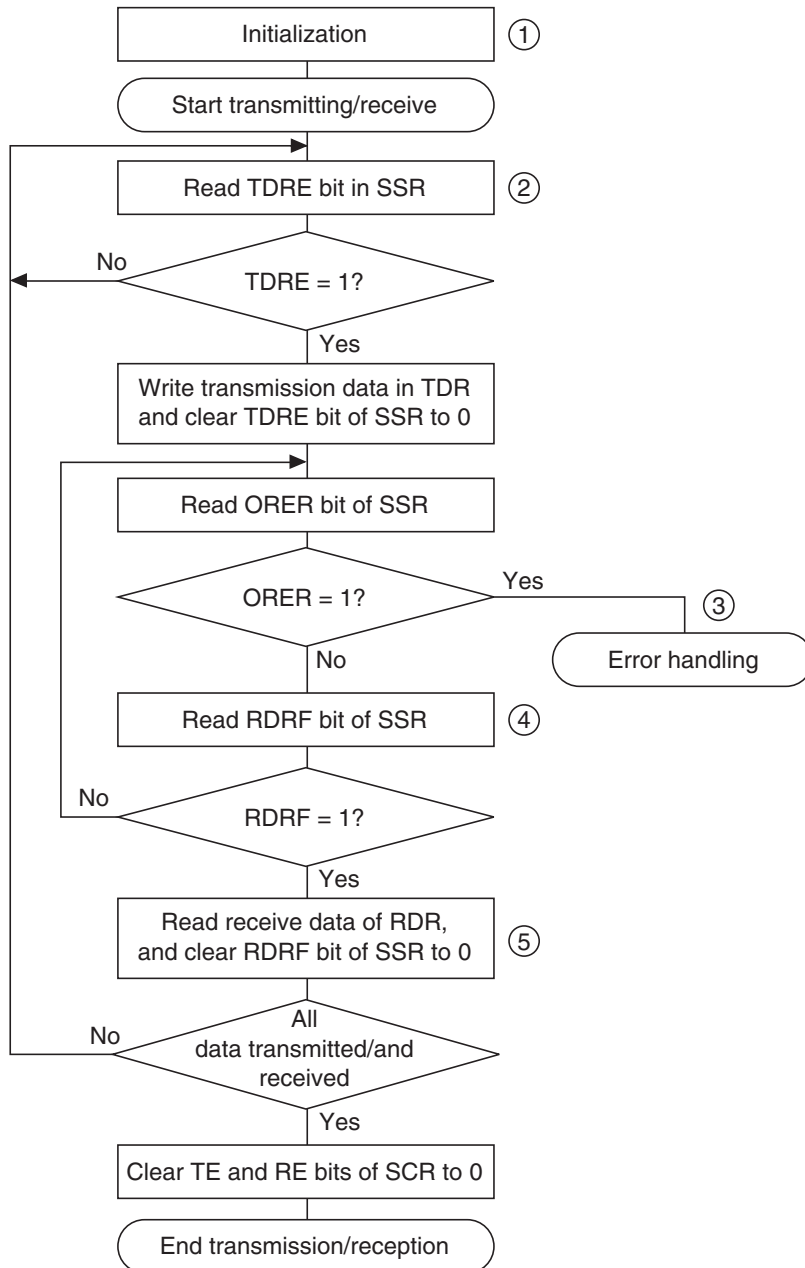 Initialization
①
Start transmitting/receive
Read TDRE bit in SSR
②
No
TDRE = 1?
Yes
Write transmission data in TDR
and clear TDRE bit of SSR to 0
Read ORER bit of SSR
Yes
ORER = 1?
③
No
Error handling
Read RDRF bit of SSR
④
No
RDRF = 1?
Yes
Read receive data of RDR,
and clear RDRF bit of SSR to 0
⑤
All
No
data transmitted/and
received
Yes
Clear TE and RE bits of SCR to 0
End transmission/reception